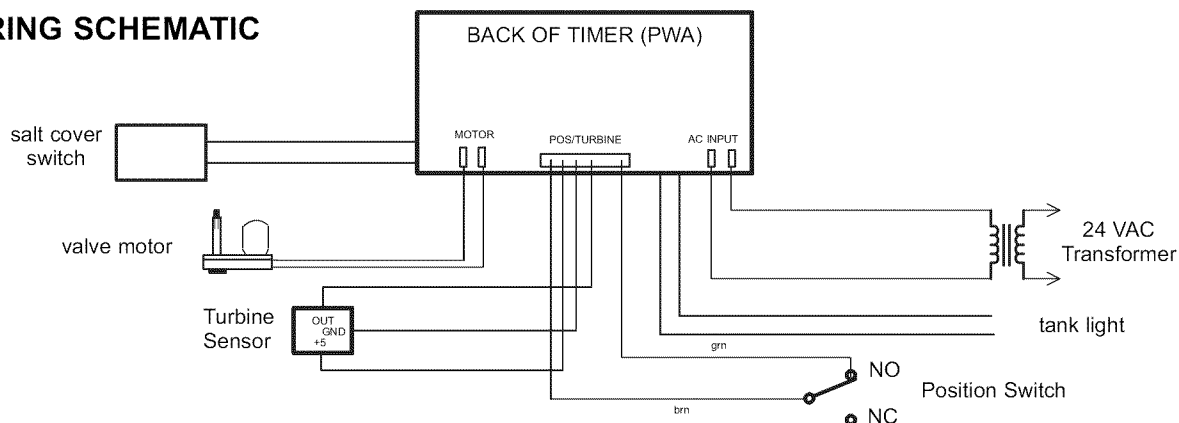 RING SCHEMATIC
BACK OF TIMER (PWA)
salt cover
switch
MOTOR
POS/TURBINE
AC INPUT
valve motor
24 VAC
Transformer
Turbine
Sensor
OUT
GND
+5
tank light
grn
NO
Position Switch
brn
NC